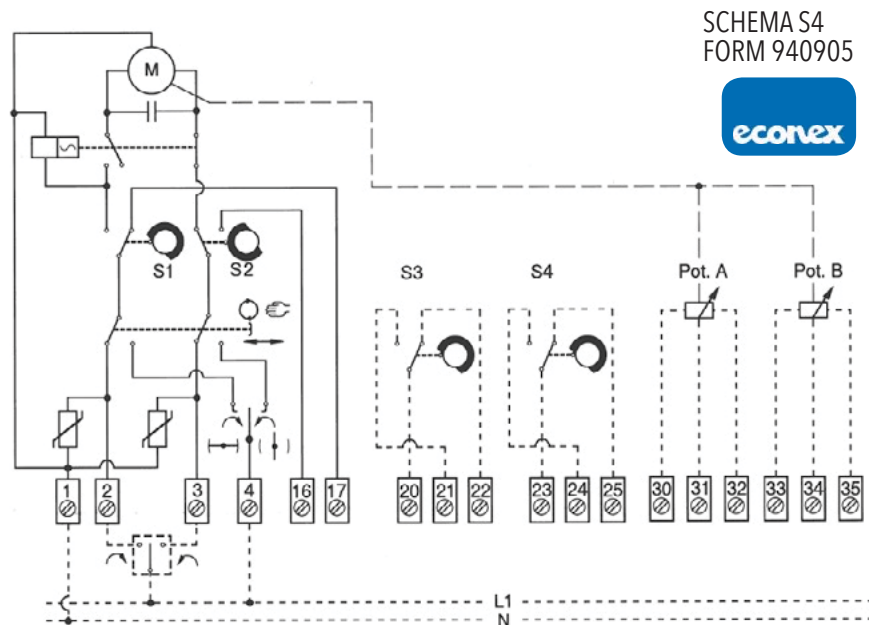 SCHEMA S4
FORM 940905
econex
M
S1
S2
S3
S4
Pot. A
Pot. B
1 2 3 4 16 17 20 21 22 23 24 25 30 31 32 33 34 35
L1
N